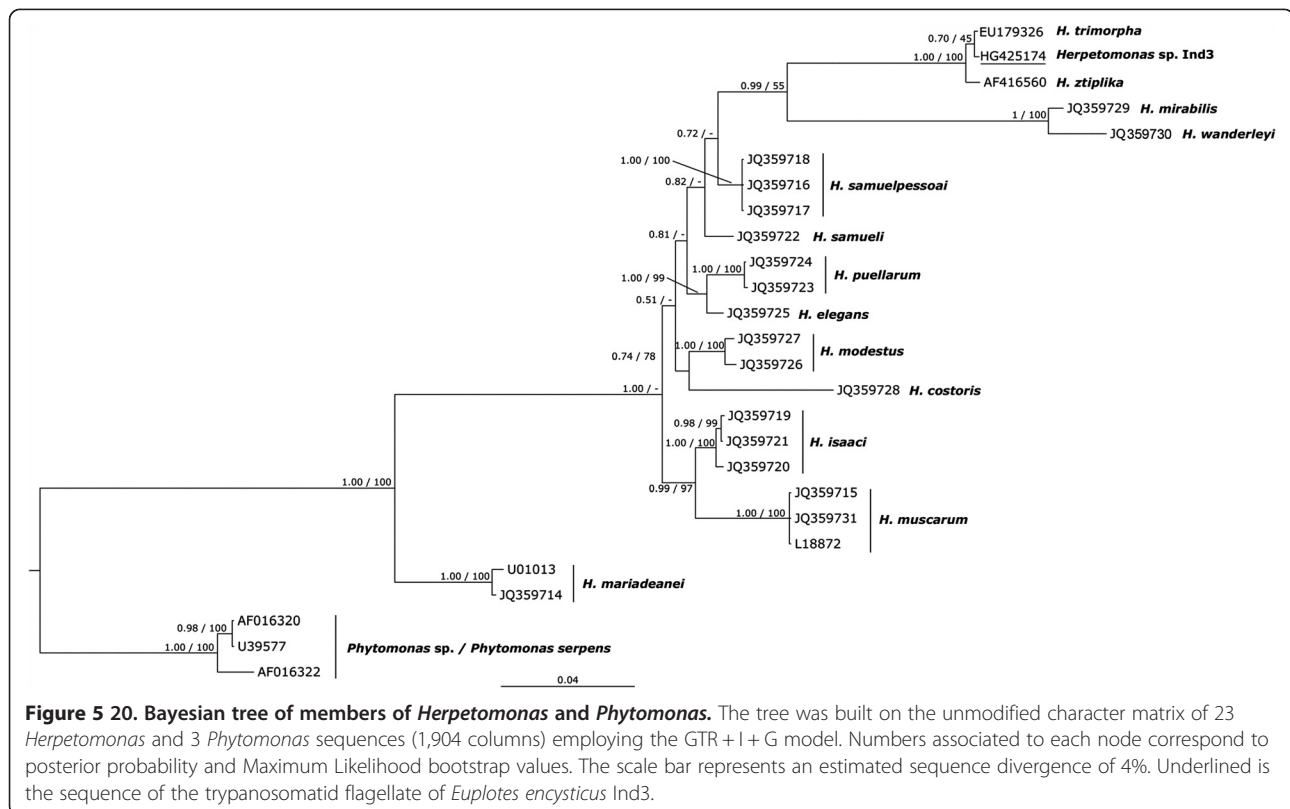 EU179326 H. trimorpha
0.70 / 45
HG425174 Herpetomonas sp. Ind3
1.00 / 100
AF416560 H. ztiplika
0.99 / 55
JQ359729 H. mirabilis
1 / 100
JQ359730 H. wanderleyi
0.72 / -
JQ359718
1.00 / 100
JQ359716 H. samuelpessoai
0.82 / -
JQ359717
JQ359722 H. samueli
0.81 / -
JQ359724
1.00 / 100 H. puellarum
1.00 / 99
JQ359723
0.51 / -
JQ359725 H. elegans
JQ359727
1.00 / 100 H. modestus
0.74 / 78
JQ359726
1.00 / -
JQ359728 H. costoris
JQ359719
0.98 / 99
JQ359721 H. isaaci
1.00 / 100
JQ359720
0.99 / 97
JQ359715
1.00 / 100 JQ359731 H. muscarum
L18872
1.00 / 100
U01013
1.00 / 100 H. mariadeanei
JQ359714
AF016320
0.98 / 100
U39577 Phytomonas sp. / Phytomonas serpens
1.00 / 100
AF016322
0.04
Figure 5 20. Bayesian tree of members of Herpetomonas and Phytomonas. The tree was built on the unmodified character matrix of 23
Herpetomonas and 3 Phytomonas sequences (1,904 columns) employing the GTR + I + G model. Numbers associated to each node correspond to
posterior probability and Maximum Likelihood bootstrap values. The scale bar represents an estimated sequence divergence of 4%. Underlined is
the sequence of the trypanosomatid flagellate of Euplotes encysticus Ind3.